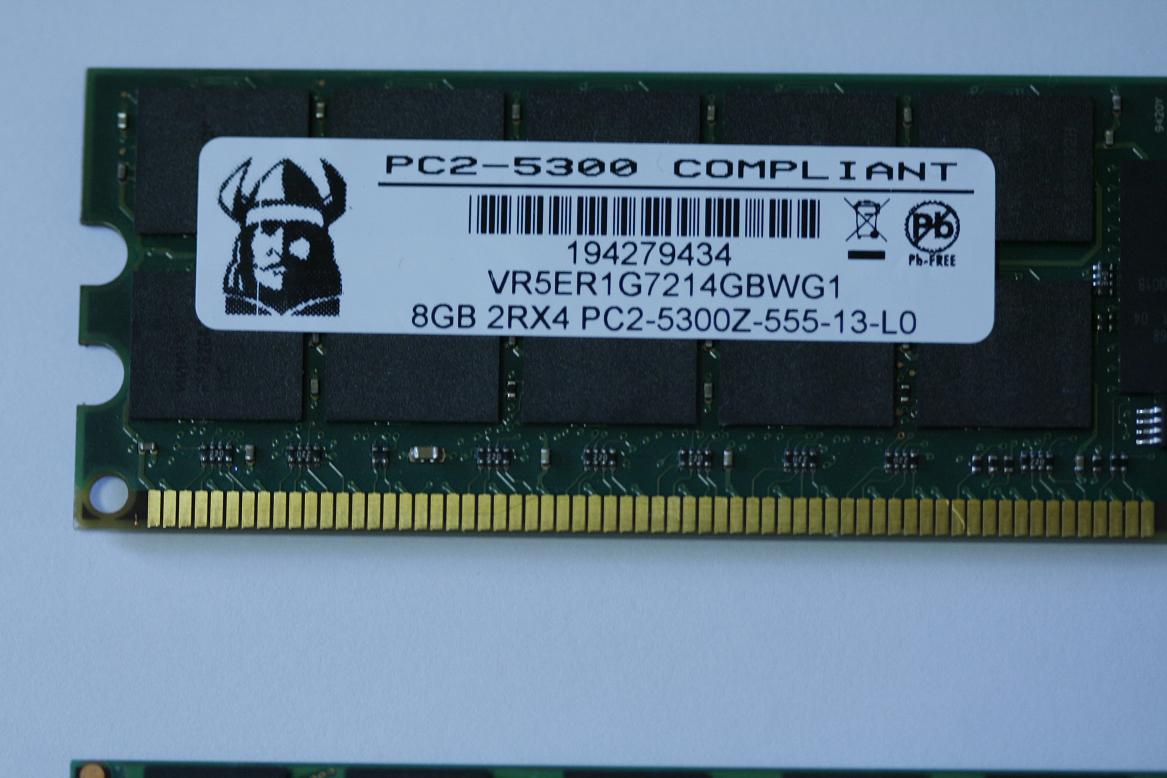 PC2-5300 COMPLIANT
194279434
Pb
Pb-FREE
VR5ER1G7214GBWG1
8GB 2RX4 PC2-5300Z-555-13-L0